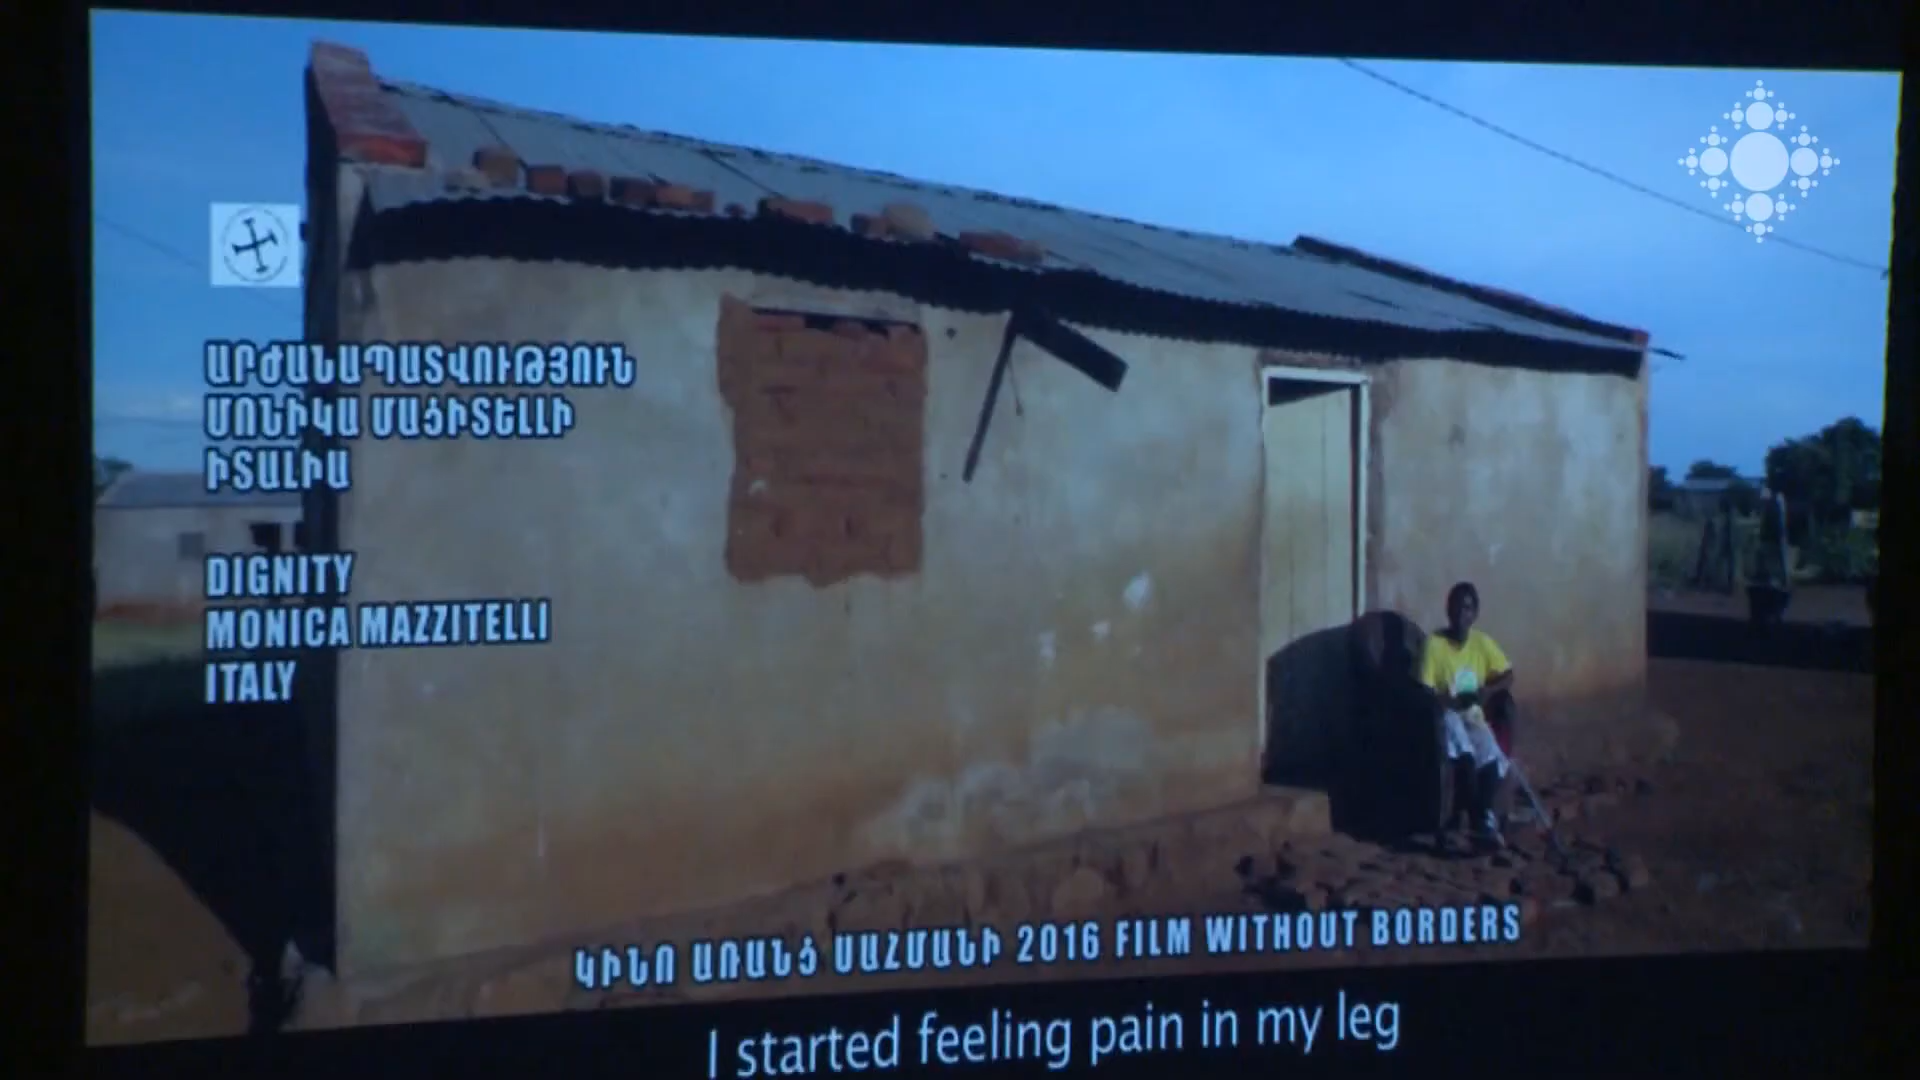 ԱՐԺԱՆԱՊԱՏՎՈՒԹՅՈՒՆ
ՄՈՆԻԿԱ ՄԱՑԻՏԵԼԼԻ
ԻՏԱԼԻԱ
DIGNITY
MONICA MAZZITELLI
ITALY
ԿԻՆՈ ԱՌԱՆՑ ՍԱՀՄԱՆԻ 2016 FILM WITHOUT BORDERS
I started feeling pain in my leg